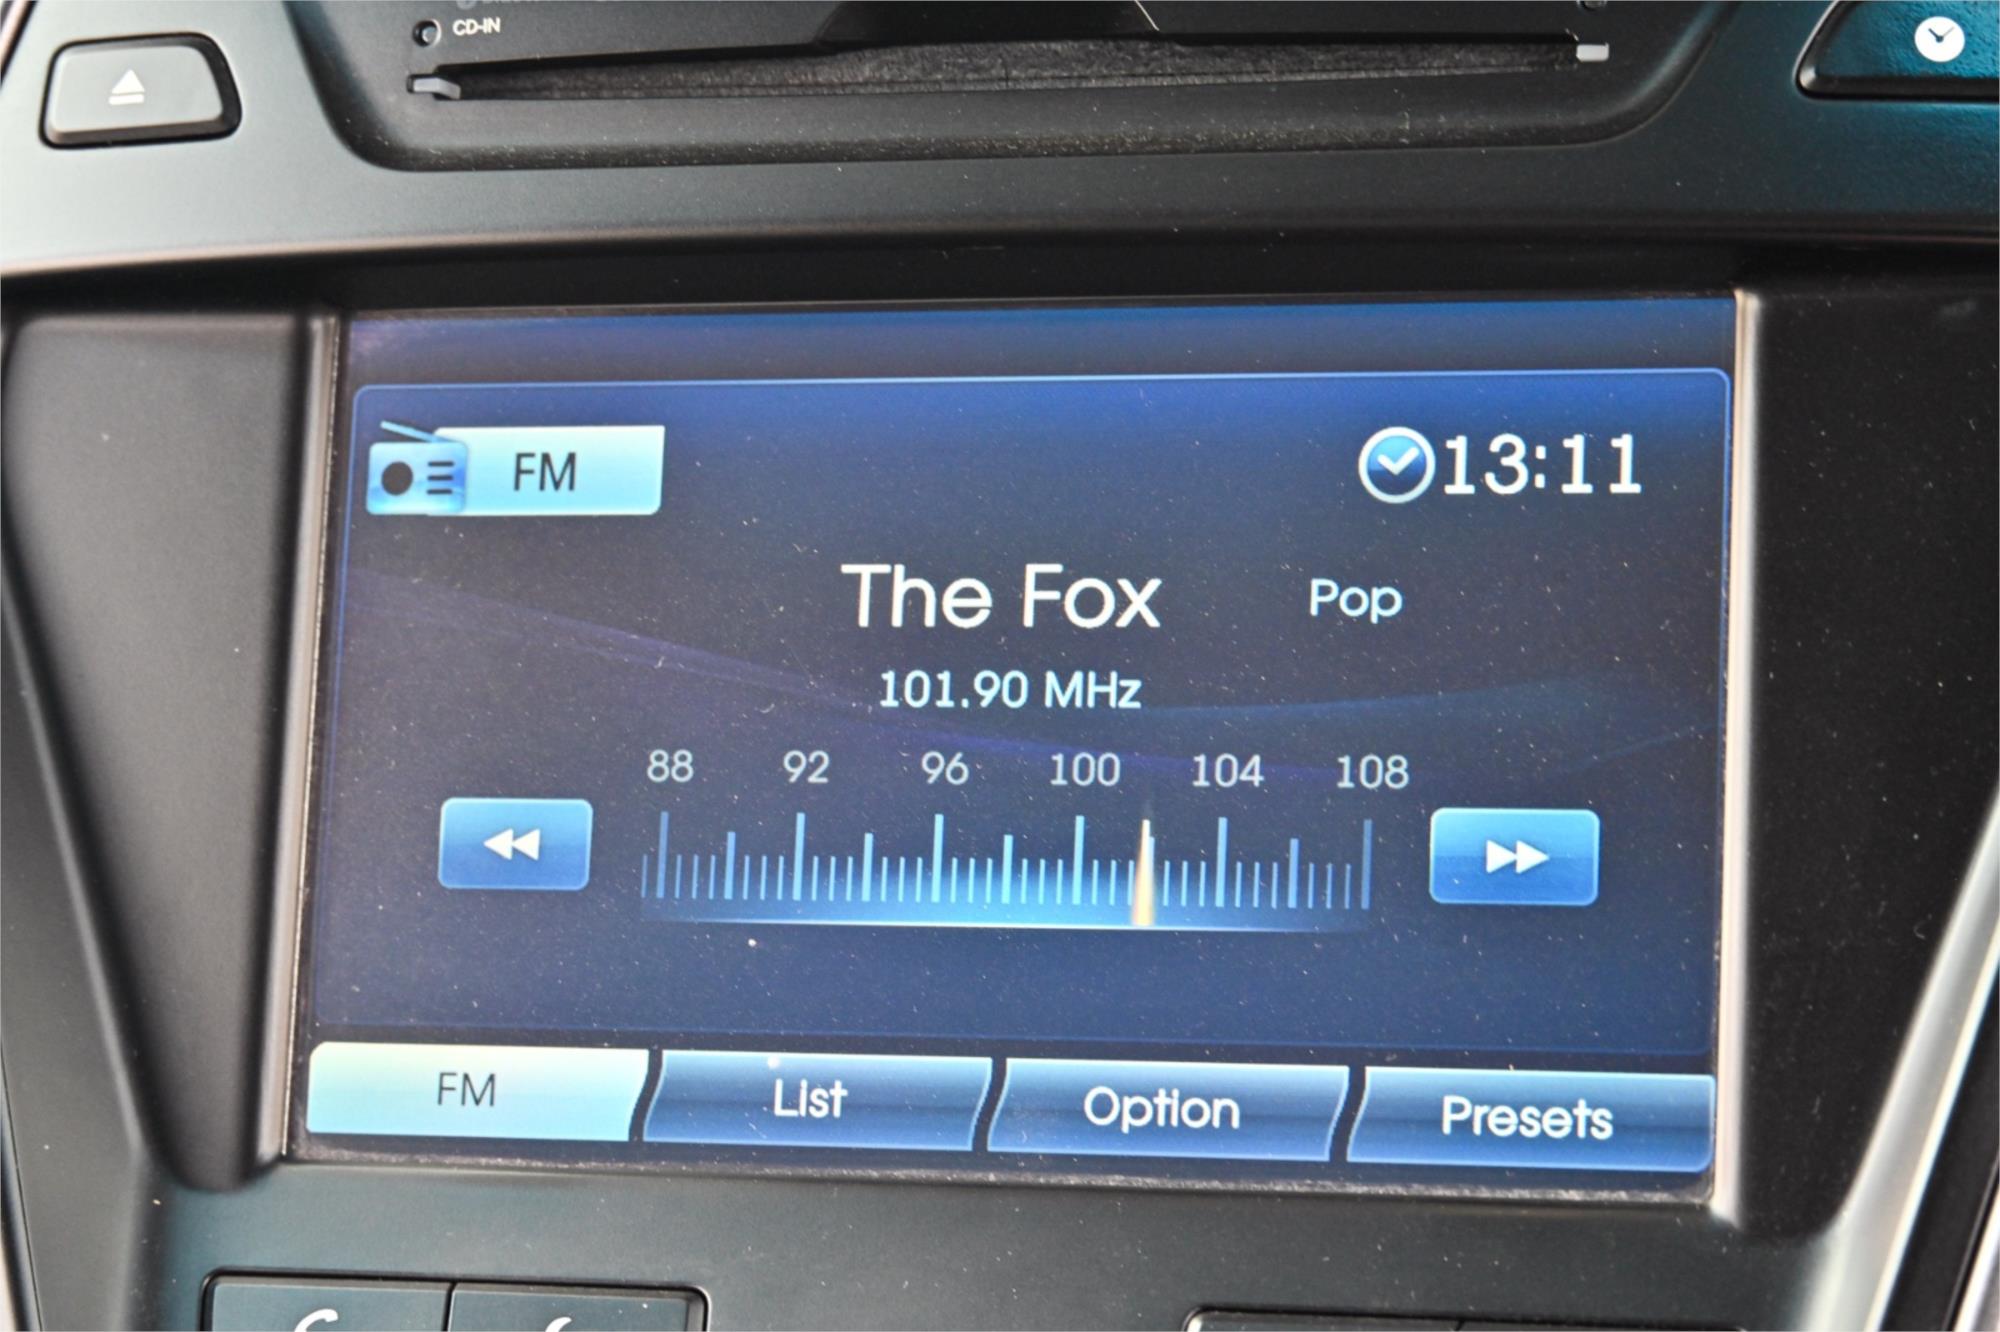 CD-IN
FM
13:11
The Fox
Pop
101.90 MHz
88 92 96 100 104 108
FM
List
Option
Presets